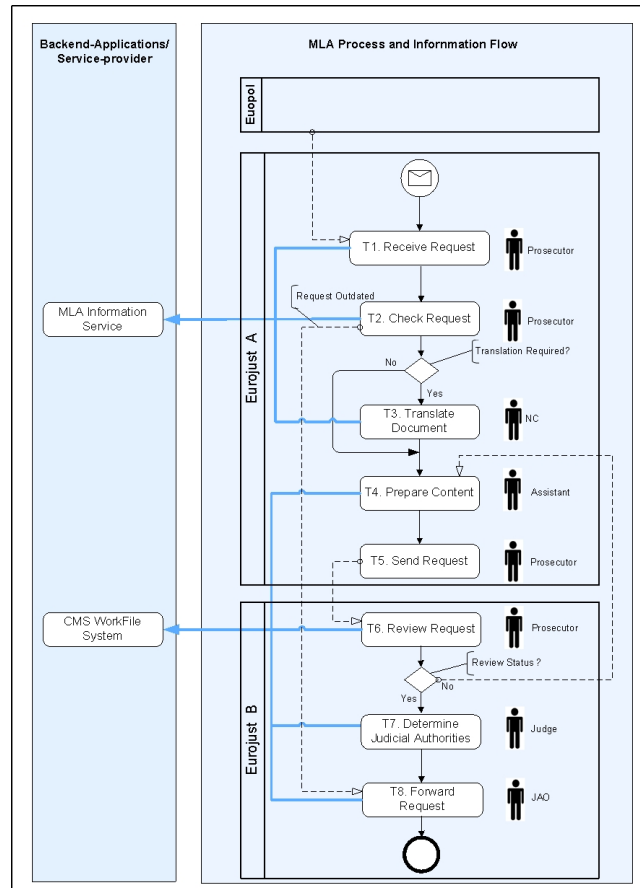 Backend-Applications/
Service-provider
MLA Process and Infornmation Flow
Euopol
Eurojust A
T1. Receive Request
Prosecutor
Request Outdated
MLA Information
Service
T2. Check Request
Prosecutor
Translation Required?
No
Yes
T3. Translate
Document
NC
T4. Prepare Content
Assistant
T5. Send Request
Prosecutor
Eurojust B
CMS WorkFile
System
T6. Review Request
Prosecutor
Review Status ?
Yes
No
T7. Determine
Judicial Authorities
Judge
T8. Forward
Request
JAO